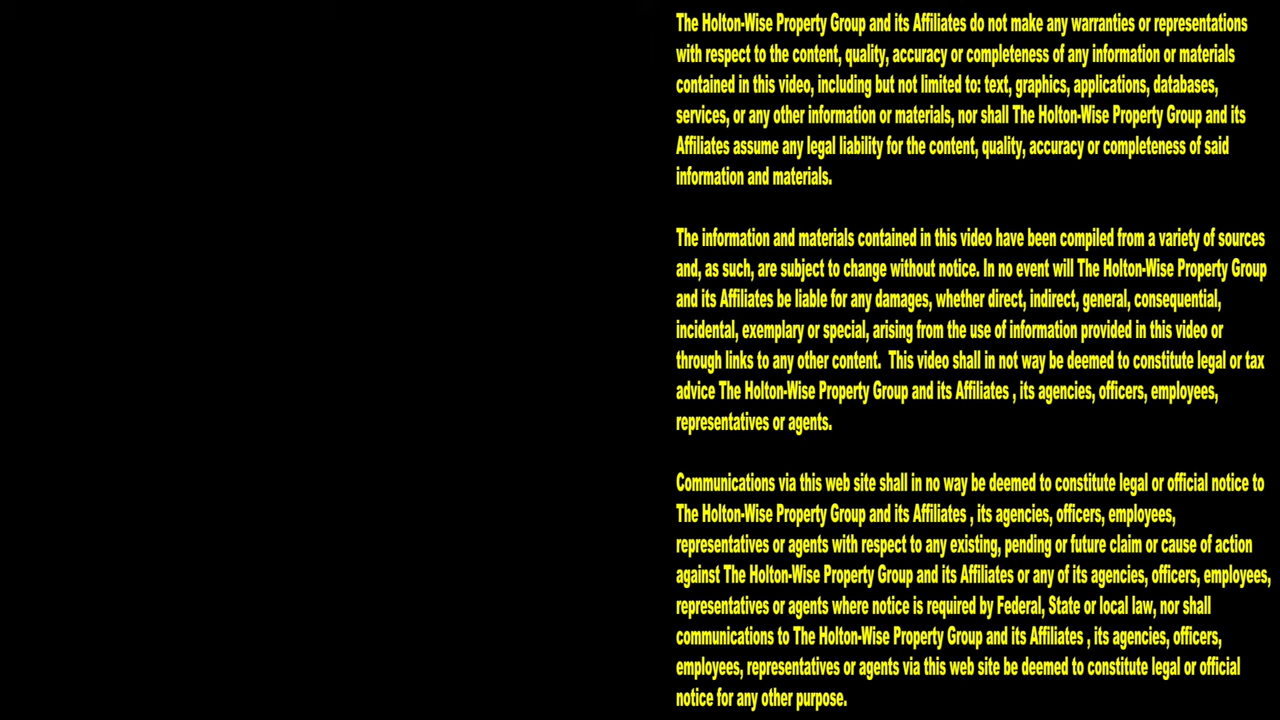 The Holton-Wise Property Group and its Affiliates do not make any warranties or representations
with respect to the content, quality, accuracy or completeness of any information or materials
contained in this video, including but not limited to: text, graphics, applications, databases,
services, or any other information or materials, nor shall The Holton-Wise Property Group and its
Affiliates assume any legal liability for the content, quality, accuracy or completeness of said
information and materials.
The information and materials contained in this video have been compiled from a variety of sources
and, as such, are subject to change without notice. In no event will The Holton-Wise Property Group
and its Affiliates be liable for any damages, whether direct, indirect, general, consequential,
incidental, exemplary or special, arising from the use of information provided in this video or
through links to any other content.  This video shall in not way be deemed to constitute legal or tax
advice The Holton-Wise Property Group and its Affiliates , its agencies, officers, employees,
representatives or agents.
Communications via this web site shall in no way be deemed to constitute legal or official notice to
The Holton-Wise Property Group and its Affiliates , its agencies, officers, employees,
representatives or agents with respect to any existing, pending or future claim or cause of action
against The Holton-Wise Property Group and its Affiliates or any of its agencies, officers, employees,
representatives or agents where notice is required by Federal, State or local law, nor shall
communications to The Holton-Wise Property Group and its Affiliates , its agencies, officers,
employees, representatives or agents via this web site be deemed to constitute legal or official
notice for any other purpose.